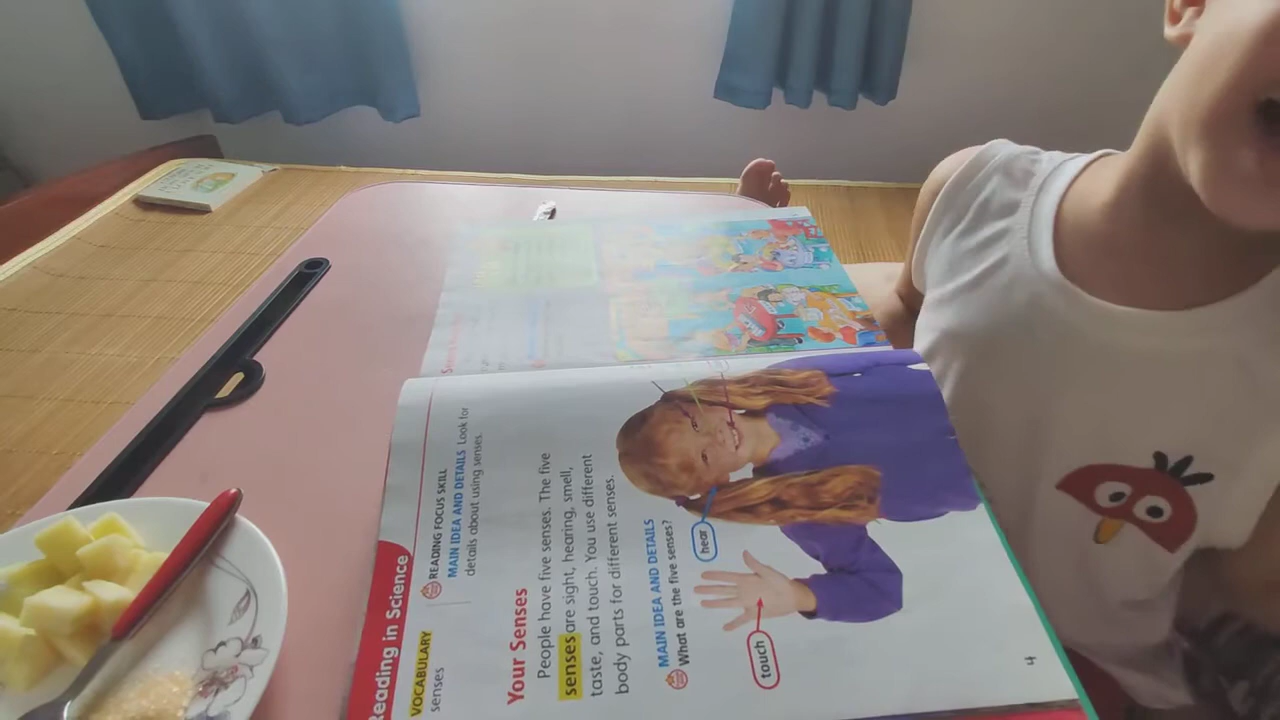 Reading in Science
VOCABULARY
senses
READING FOCUS SKILL
MAIN IDEA AND DETAILS Look for
details about using senses.
Your Senses
People have five senses. The five
senses are sight, hearing, smell,
taste, and touch. You use different
body parts for different senses.
MAIN IDEA AND DETAILS
What are the five senses?
hear
touch
4